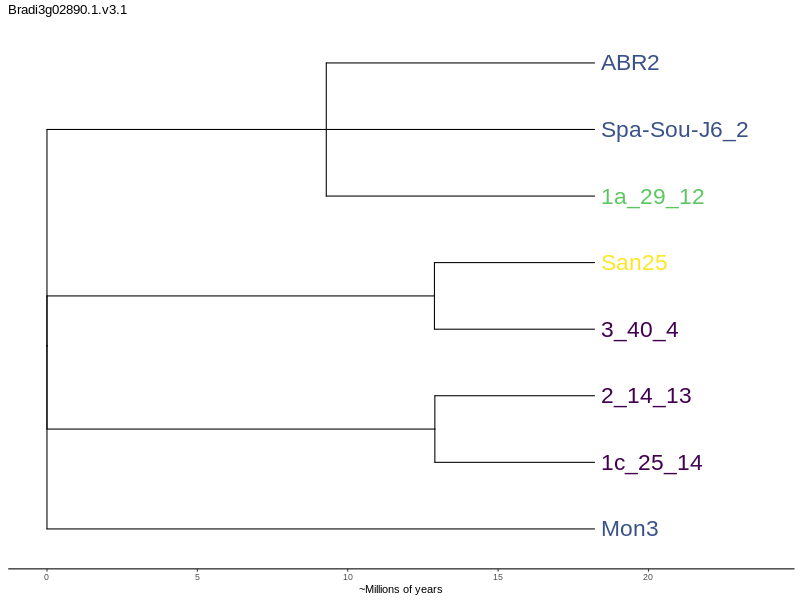 Bradi3g02890.1.v3.1
ABR2
Spa-Sou-J6_2
1a_29_12
San25
3_40_4
2_14_13
1c_25_14
Mon3
0 5 10 15 20
~Millions of years